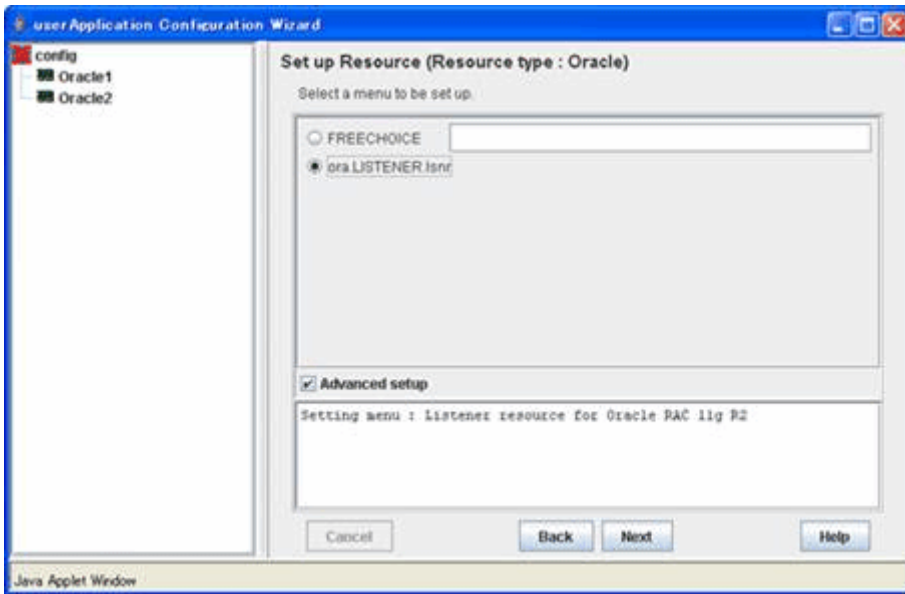 userApplication Configuration Wizard
config
Oracle1
Oracle2
Set up Resource (Resource type : Oracle)
Select a menu to be set up.
FREECHOICE
ora.LISTENER.lsnr
Advanced setup
Setting menu : Listener resource for Oracle RAC 11g R2
Cancel
Back
Next
Help
Java Applet Window